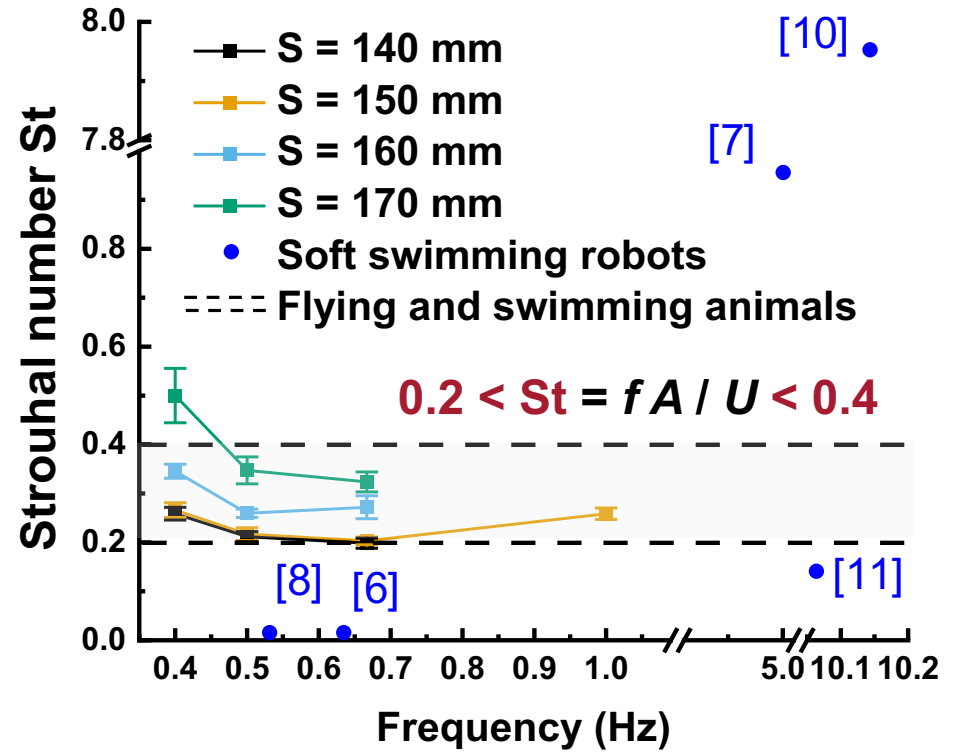 8.0
7.8
0.8
0.6
0.4
0.2
0.0
Strouhal number St
S = 140 mm
S = 150 mm
S = 160 mm
S = 170 mm
Soft swimming robots
Flying and swimming animals
[10]
[7]
0.2 < St = f A / U < 0.4
[8]
[6]
[11]
0.4 0.5 0.6 0.7 0.8 0.9 1.0 5.0 10.1 10.2
Frequency (Hz)